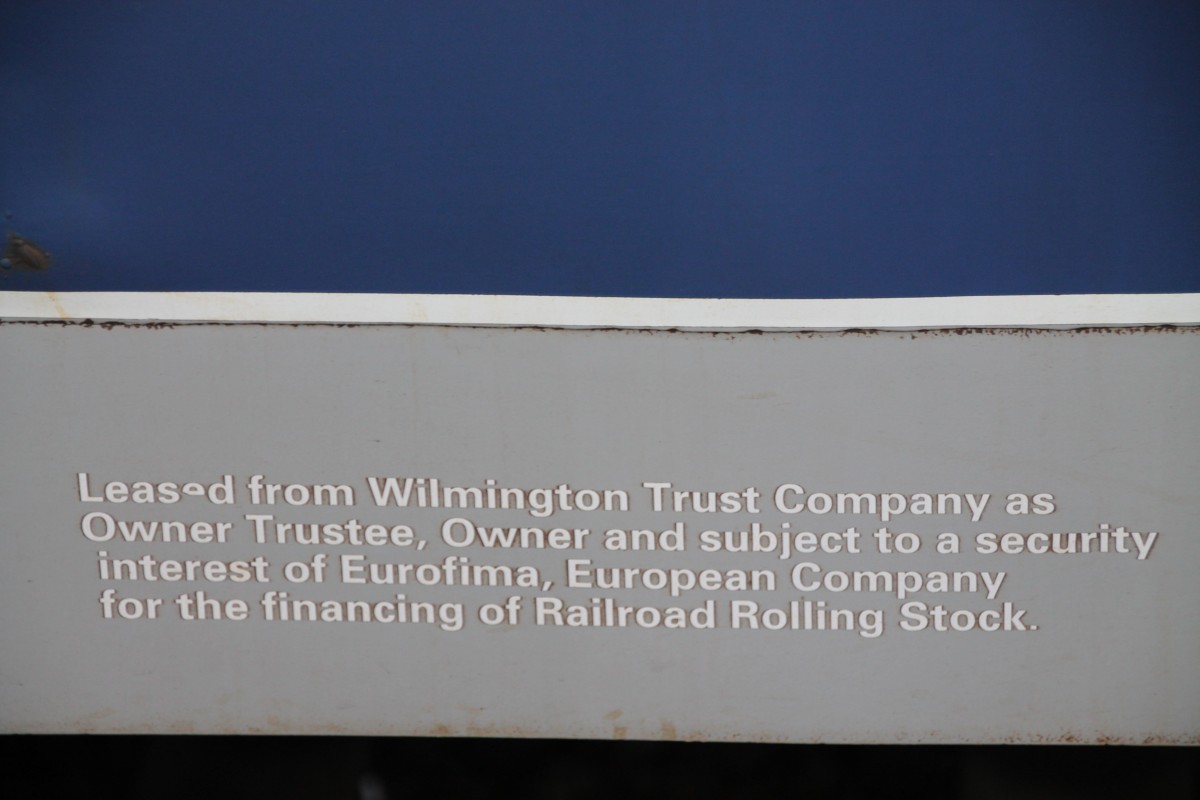 Leased from Wilmington Trust Company as
Owner Trustee, Owner and subject to a security
interest of Eurofima, European Company
for the financing of Railroad Rolling Stock.